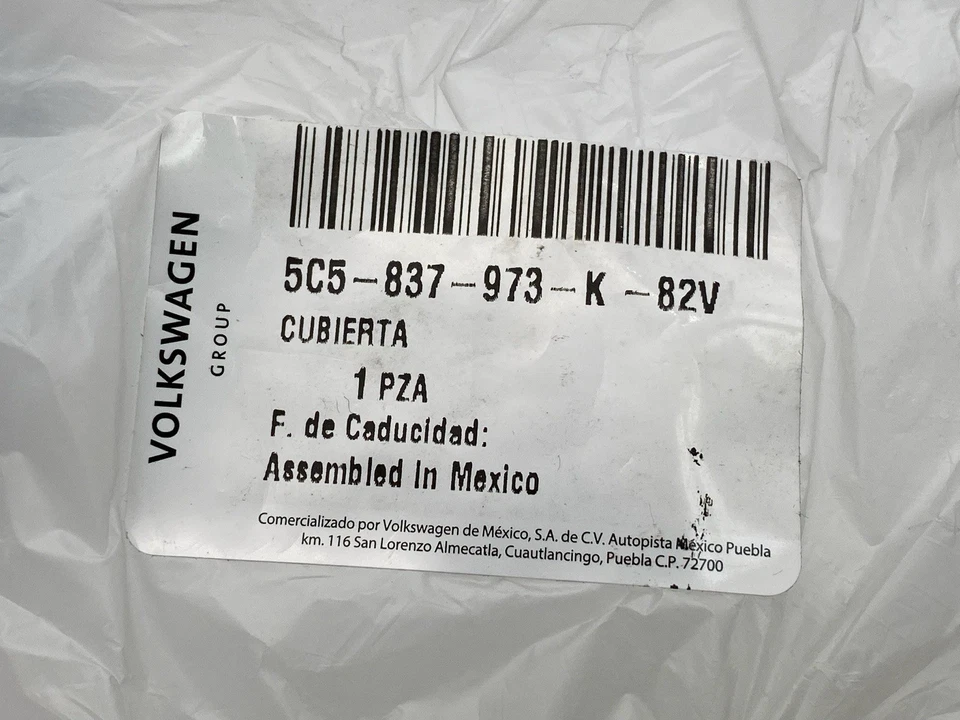 VOLKSWAGEN
GROUP
5C5-837-973-K -82V
CUBIERTA
1 PZA
F. de Caducidad:
Assembled In Mexico
Comercializado por Volkswagen de México, S.A. de C.V. Autopista México Puebla
km. 116 San Lorenzo Almecatla, Cuautlancingo, Puebla C.P. 72700